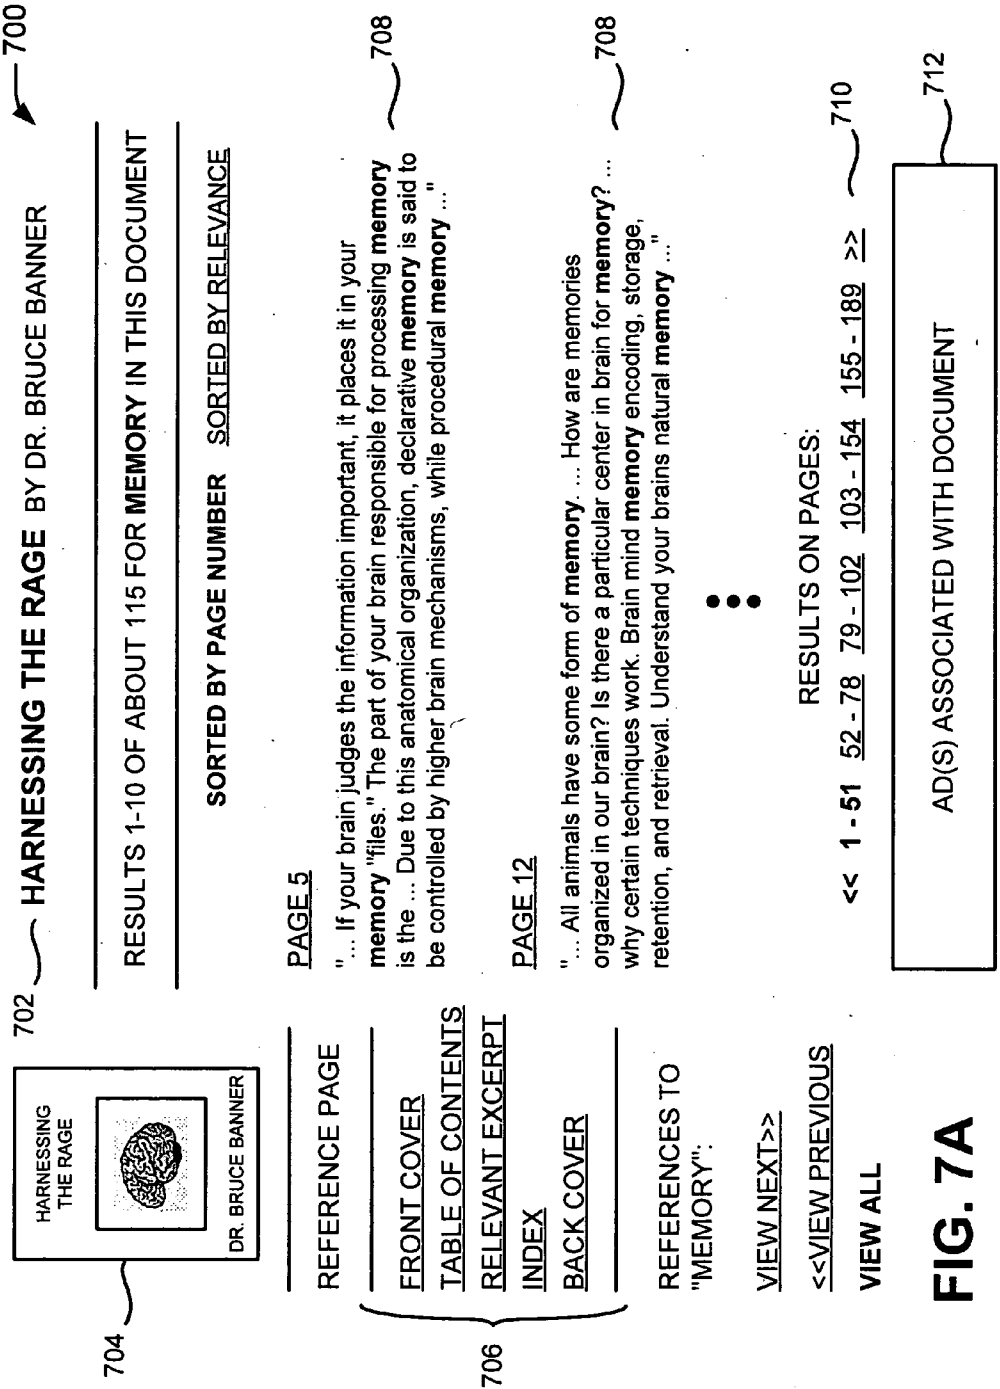 700
702
HARNESSING THE RAGE BY DR. BRUCE BANNER
704
HARNESSING
THE RAGE
DR. BRUCE BANNER
RESULTS 1-10 OF ABOUT 115 FOR MEMORY IN THIS DOCUMENT
SORTED BY PAGE NUMBER SORTED BY RELEVANCE
REFERENCE PAGE
706
FRONT COVER
TABLE OF CONTENTS
RELEVANT EXCERPT
INDEX
BACK COVER
REFERENCES TO
"MEMORY":
VIEW NEXT>>
<<VIEW PREVIOUS
VIEW ALL
PAGE 5
"... If your brain judges the information important, it places it in your
memory "files." The part of your brain responsible for processing memory
is the ... Due to this anatomical organization, declarative memory is said to
be controlled by higher brain mechanisms, while procedural memory ..."
708
PAGE 12
"... All animals have some form of memory. ... How are memories
organized in our brain? Is there a particular center in brain for memory? ...
why certain techniques work. Brain mind memory encoding, storage,
retention, and retrieval. Understand your brains natural memory ..."
708
RESULTS ON PAGES:
<< 1 - 51 52 - 78 79 - 102 103 - 154 155 - 189 >>
710
AD(S) ASSOCIATED WITH DOCUMENT
712
FIG. 7A